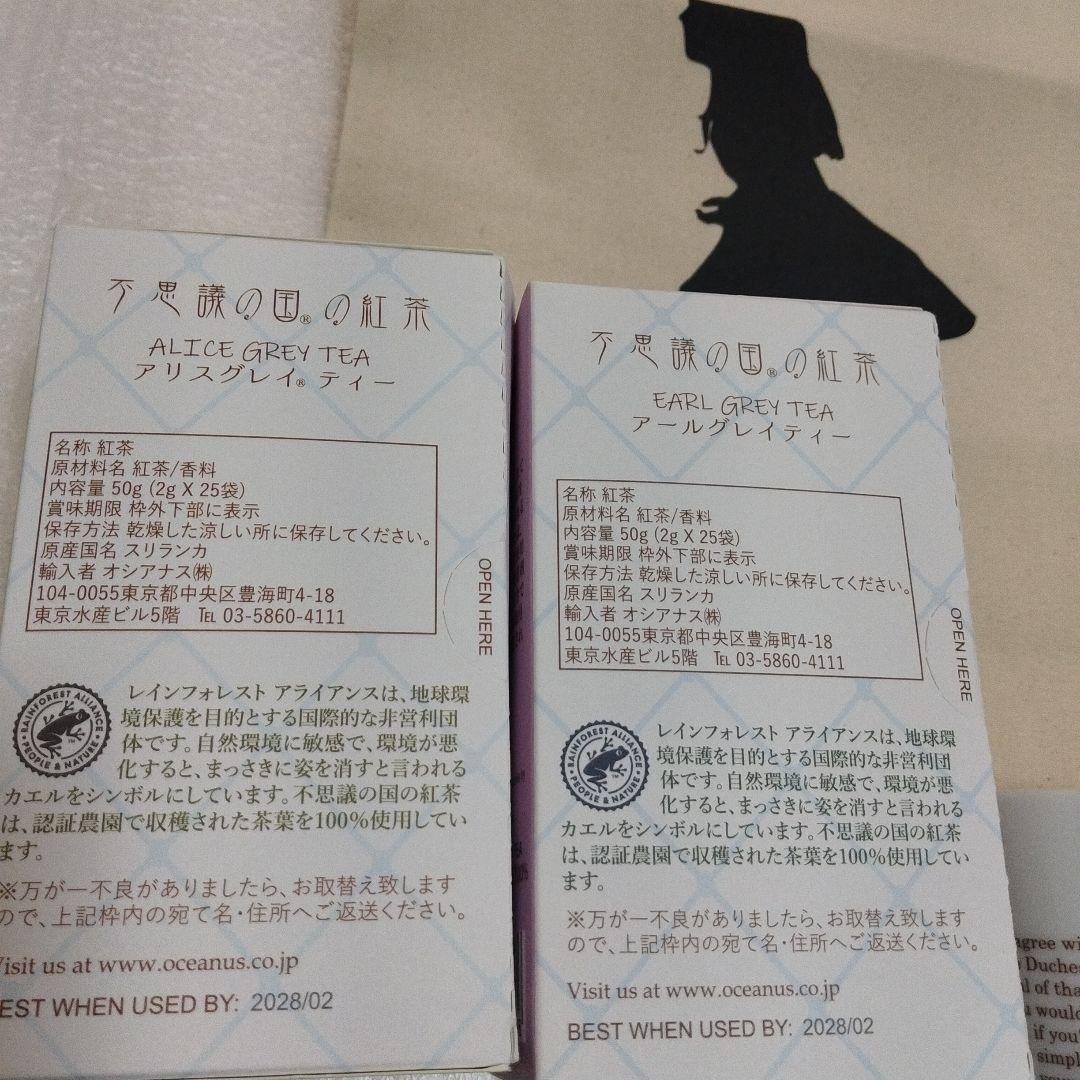 不思議の国®の紅茶
ALICE GREY TEA
アリスグレイ® ティー
名称 紅茶
原材料名 紅茶/香料
内容量 50g (2g X 25袋)
賞味期限 枠外下部に表示
保存方法 乾燥した涼しい所に保存してください。
原産国名 スリランカ
輸入者 オシアナス㈱
104-0055東京都中央区豊海町4-18
東京水産ビル5階 ℡ 03-5860-4111
OPEN HERE
RAINFOREST ALLIANCE
PEOPLE & NATURE
レインフォレスト アライアンスは、地球環
境保護を目的とする国際的な非営利団
体です。自然環境に敏感で、環境が悪
化すると、まっさきに姿を消すと言われる
カエルをシンボルにしています。不思議の国の紅茶
は、認証農園で収穫された茶葉を100%使用してい
ます。
※万が一不良がありましたら、お取替え致します
ので、上記枠内の宛て名・住所へご返送ください。
Visit us at www.oceanus.co.jp
BEST WHEN USED BY: 2028/02
不思議の国®の紅茶
EARL GREY TEA
アールグレイティー
名称 紅茶
原材料名 紅茶/香料
内容量 50g (2g X 25袋)
賞味期限 枠外下部に表示
保存方法 乾燥した涼しい所に保存してください。
原産国名 スリランカ
輸入者 オシアナス㈱
104-0055東京都中央区豊海町4-18
東京水産ビル5階 ℡ 03-5860-4111
OPEN HERE
RAINFOREST ALLIANCE
PEOPLE & NATURE
レインフォレスト アライアンスは、地球環
境保護を目的とする国際的な非営利団
体です。自然環境に敏感で、環境が悪
化すると、まっさきに姿を消すと言われる
カエルをシンボルにしています。不思議の国の紅茶
は、認証農園で収穫された茶葉を100%使用してい
ます。
※万が一不良がありましたら、お取替え致します
ので、上記枠内の宛て名・住所へご返送ください。
Visit us at www.oceanus.co.jp
BEST WHEN USED BY: 2028/02
agree wi
Duches
l of tha
would
if you'
simpl